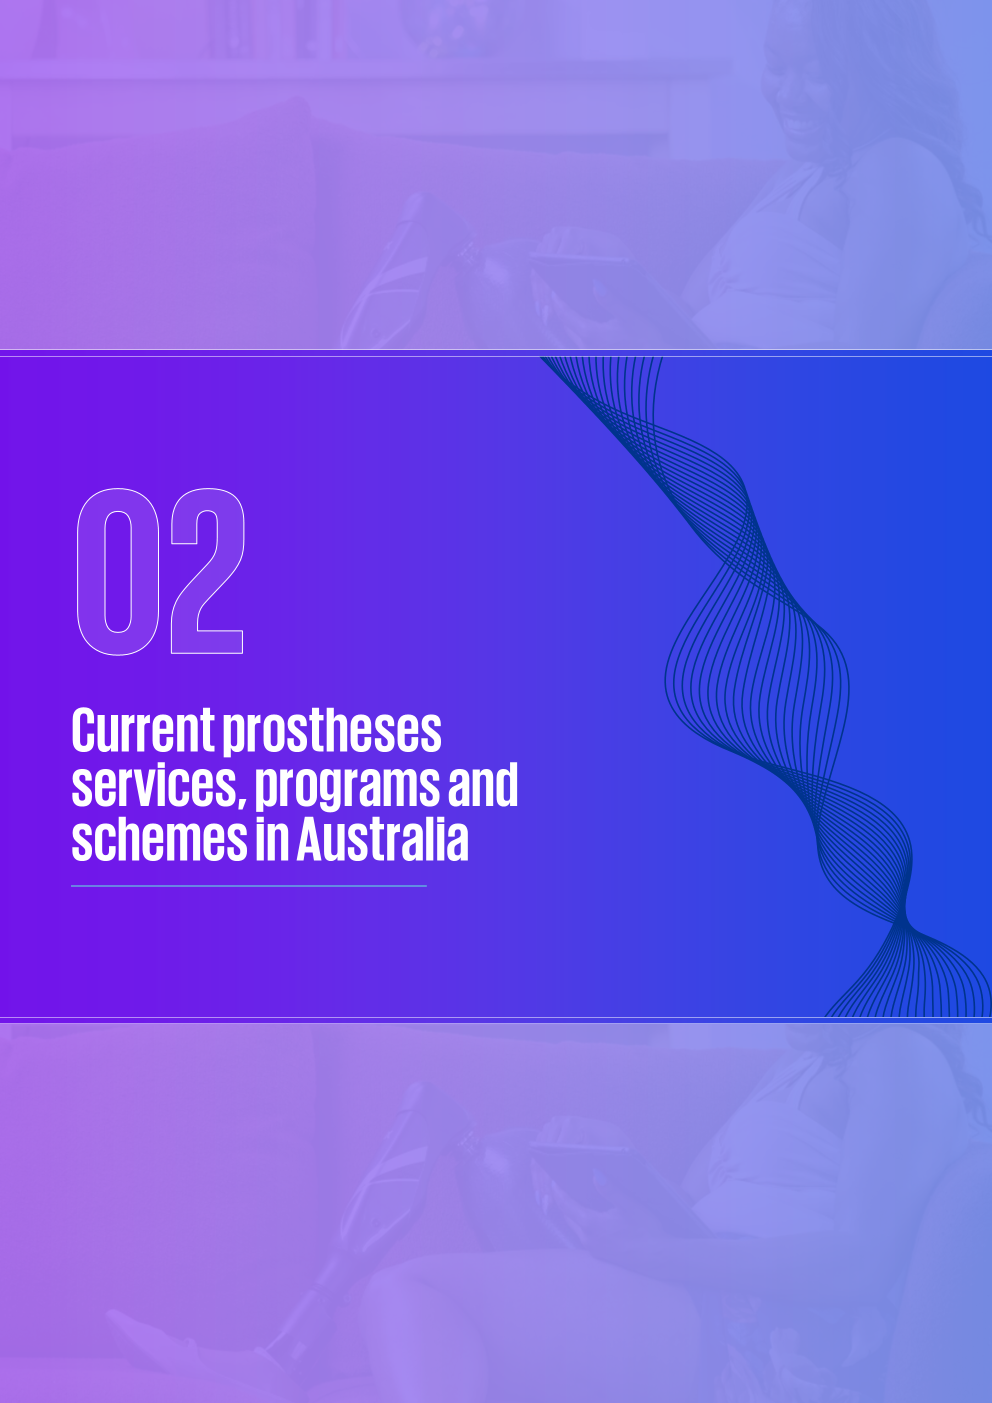 02
Current prostheses
services, programs and
schemes in Australia